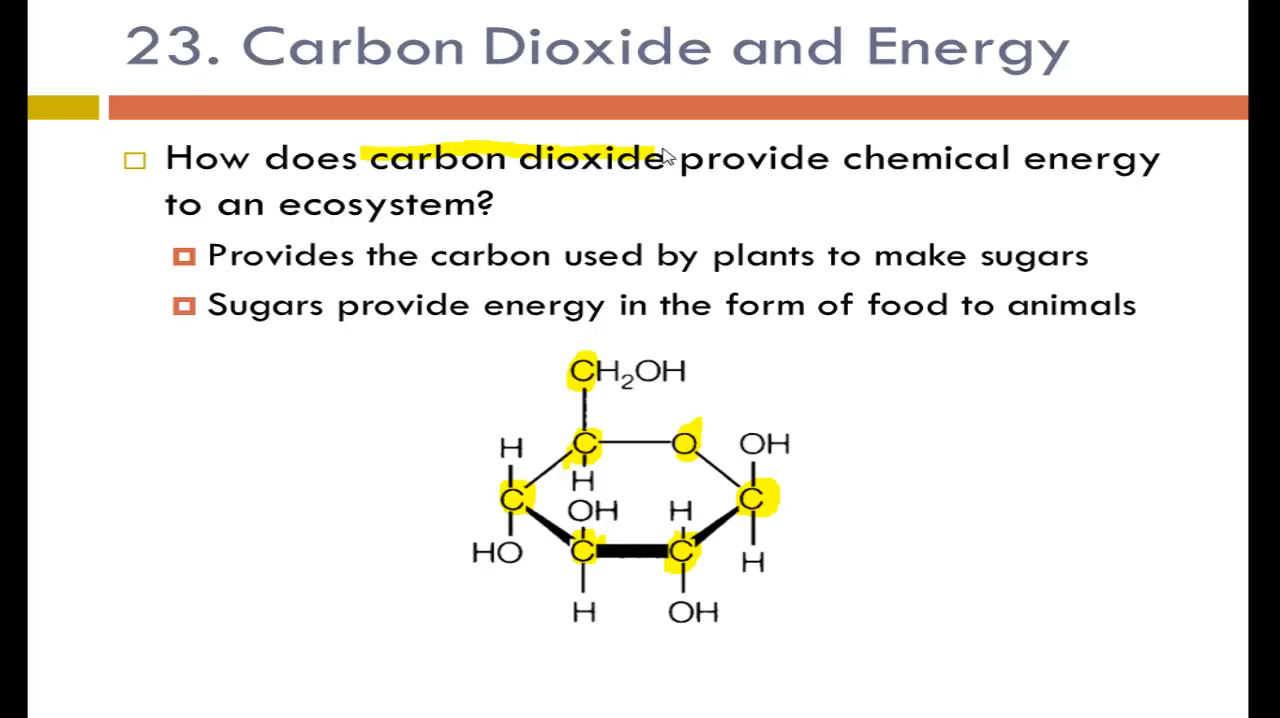 23. Carbon Dioxide and Energy
How does carbon dioxide provide chemical energy
to an ecosystem?
Provides the carbon used by plants to make sugars
Sugars provide energy in the form of food to animals
CH₂OH
H C O OH
H
C OH H C
HO C C H
H OH